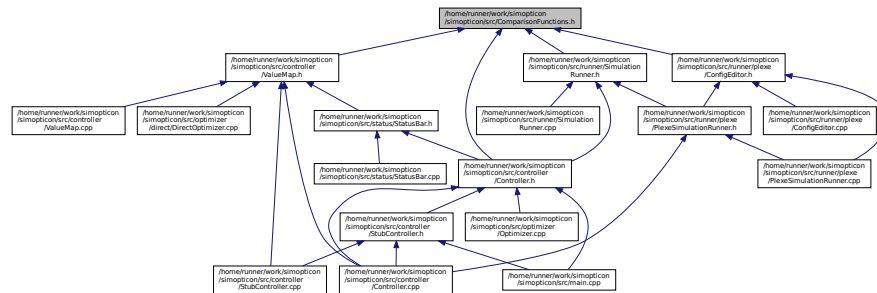 /home/runner/work/simopticon
/simopticon/src/ComparisonFunctions.h
/home/runner/work/simopticon
/simopticon/src/controller
/ValueMap.h
/home/runner/work/simopticon
/simopticon/src/runner/Simulation
Runner.h
/home/runner/work/simopticon
/simopticon/src/runner/plexe
/ConfigEditor.h
/home/runner/work/simopticon
/simopticon/src/controller
/ValueMap.cpp
/home/runner/work/simopticon
/simopticon/src/optimizer
/direct/DirectOptimizer.cpp
/home/runner/work/simopticon
/simopticon/src/status/StatusBar.h
/home/runner/work/simopticon
/simopticon/src/runner/Simulation
Runner.cpp
/home/runner/work/simopticon
/simopticon/src/runner/plexe
/PlexeSimulationRunner.h
/home/runner/work/simopticon
/simopticon/src/runner/plexe
/ConfigEditor.cpp
/home/runner/work/simopticon
/simopticon/src/status/StatusBar.cpp
/home/runner/work/simopticon
/simopticon/src/controller
/Controller.h
/home/runner/work/simopticon
/simopticon/src/runner/plexe
/PlexeSimulationRunner.cpp
/home/runner/work/simopticon
/simopticon/src/controller
/StubController.h
/home/runner/work/simopticon
/simopticon/src/optimizer
/Optimizer.cpp
/home/runner/work/simopticon
/simopticon/src/controller
/StubController.cpp
/home/runner/work/simopticon
/simopticon/src/controller
/Controller.cpp
/home/runner/work/simopticon
/simopticon/src/main.cpp